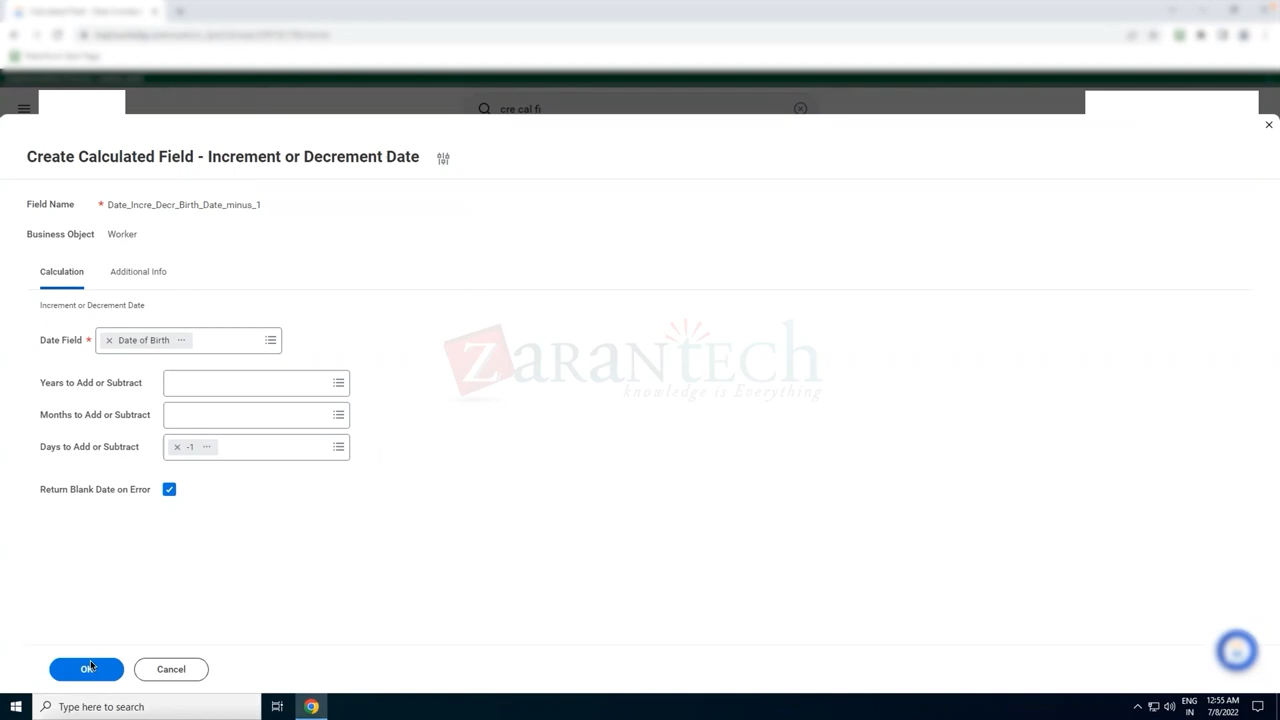 cre cal fi
Create Calculated Field - Increment or Decrement Date
Field Name * Date_Incre_Decr_Birth_Date_minus_1
Business Object Worker
Calculation Additional Info
Increment or Decrement Date
Date Field * × Date of Birth ...
Years to Add or Subtract
Months to Add or Subtract
Days to Add or Subtract × -1 ...
Return Blank Date on Error
ZaranTech
knowledge is Everything
OK Cancel
Type here to search
ENG
IN
12:55 AM
7/8/2022